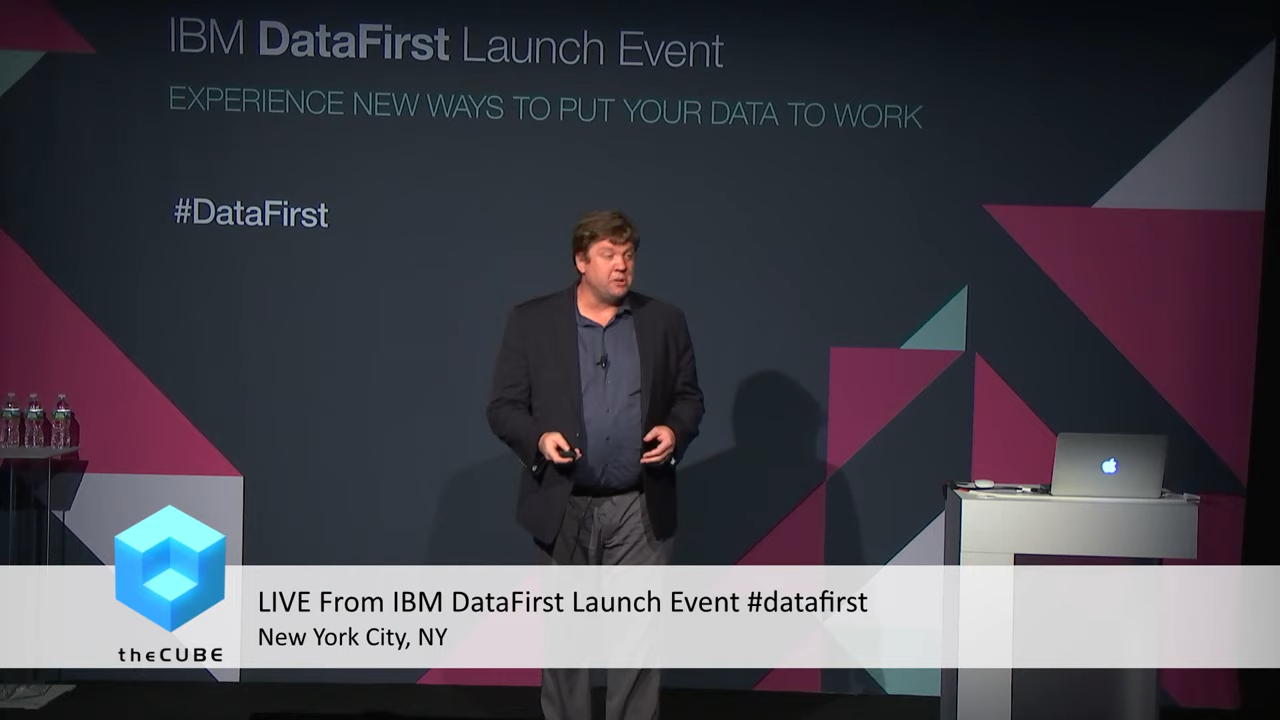 IBM DataFirst Launch Event
EXPERIENCE NEW WAYS TO PUT YOUR DATA TO WORK
#DataFirst
LIVE From IBM DataFirst Launch Event #datafirst
New York City, NY
theCUBE